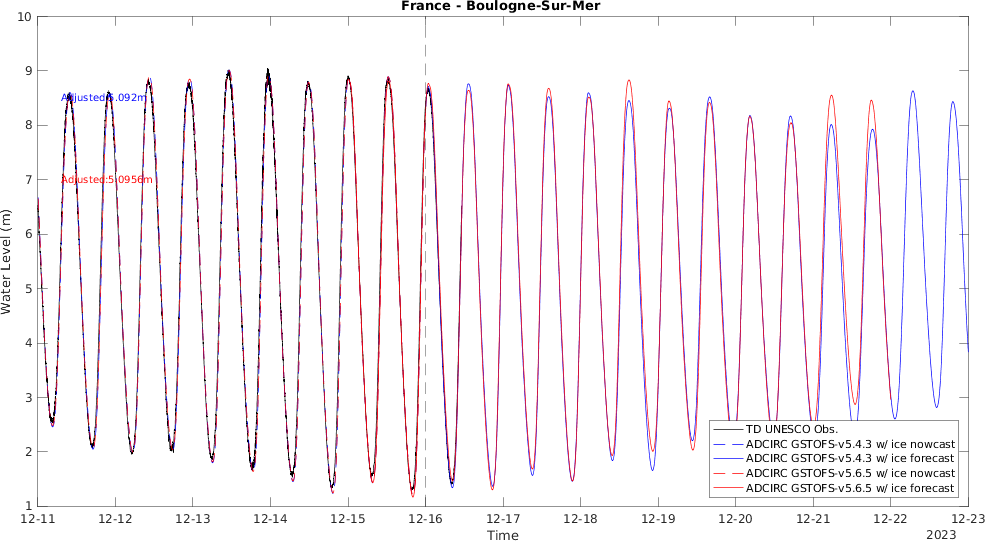 France - Boulogne-Sur-Mer
10
9
8
7
6
5
4
3
2
1
Water Level (m)
Adjusted:5.092m
Adjusted:5.0956m
TD UNESCO Obs.
ADCIRC GSTOFS-v5.4.3 w/ ice nowcast
ADCIRC GSTOFS-v5.4.3 w/ ice forecast
ADCIRC GSTOFS-v5.6.5 w/ ice nowcast
ADCIRC GSTOFS-v5.6.5 w/ ice forecast
12-11 12-12 12-13 12-14 12-15 12-16 12-17 12-18 12-19 12-20 12-21 12-22 12-23
Time
2023